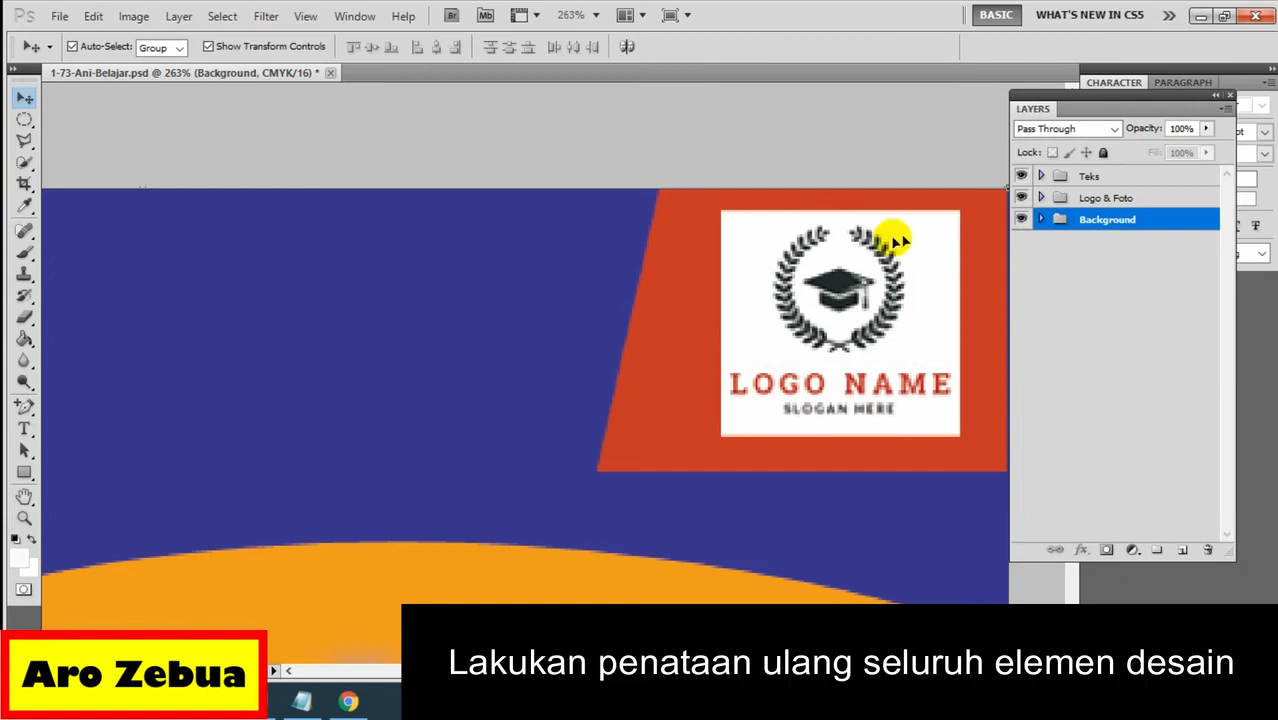 Ps File Edit Image Layer Select Filter View Window Help Br Mb 263% BASIC WHAT'S NEW IN CS5
Auto-Select: Group Show Transform Controls
1-73-Ani-Belajar.psd @ 263% (Background, CMYK/16) *
CHARACTER PARAGRAPH
LAYERS
Pass Through Opacity: 100%
Lock: Fill: 100%
Teks
Logo & Foto
Background
LOGO NAME
SLOGAN HERE
Aro Zebua
Lakukan penataan ulang seluruh elemen desain